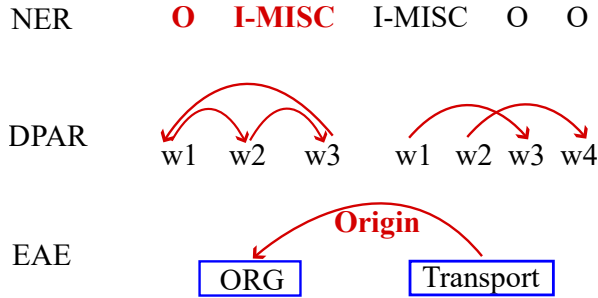 NER O I-MISC I-MISC O O
DPAR w1 w2 w3 w1 w2 w3 w4
Origin
EAE ORG Transport